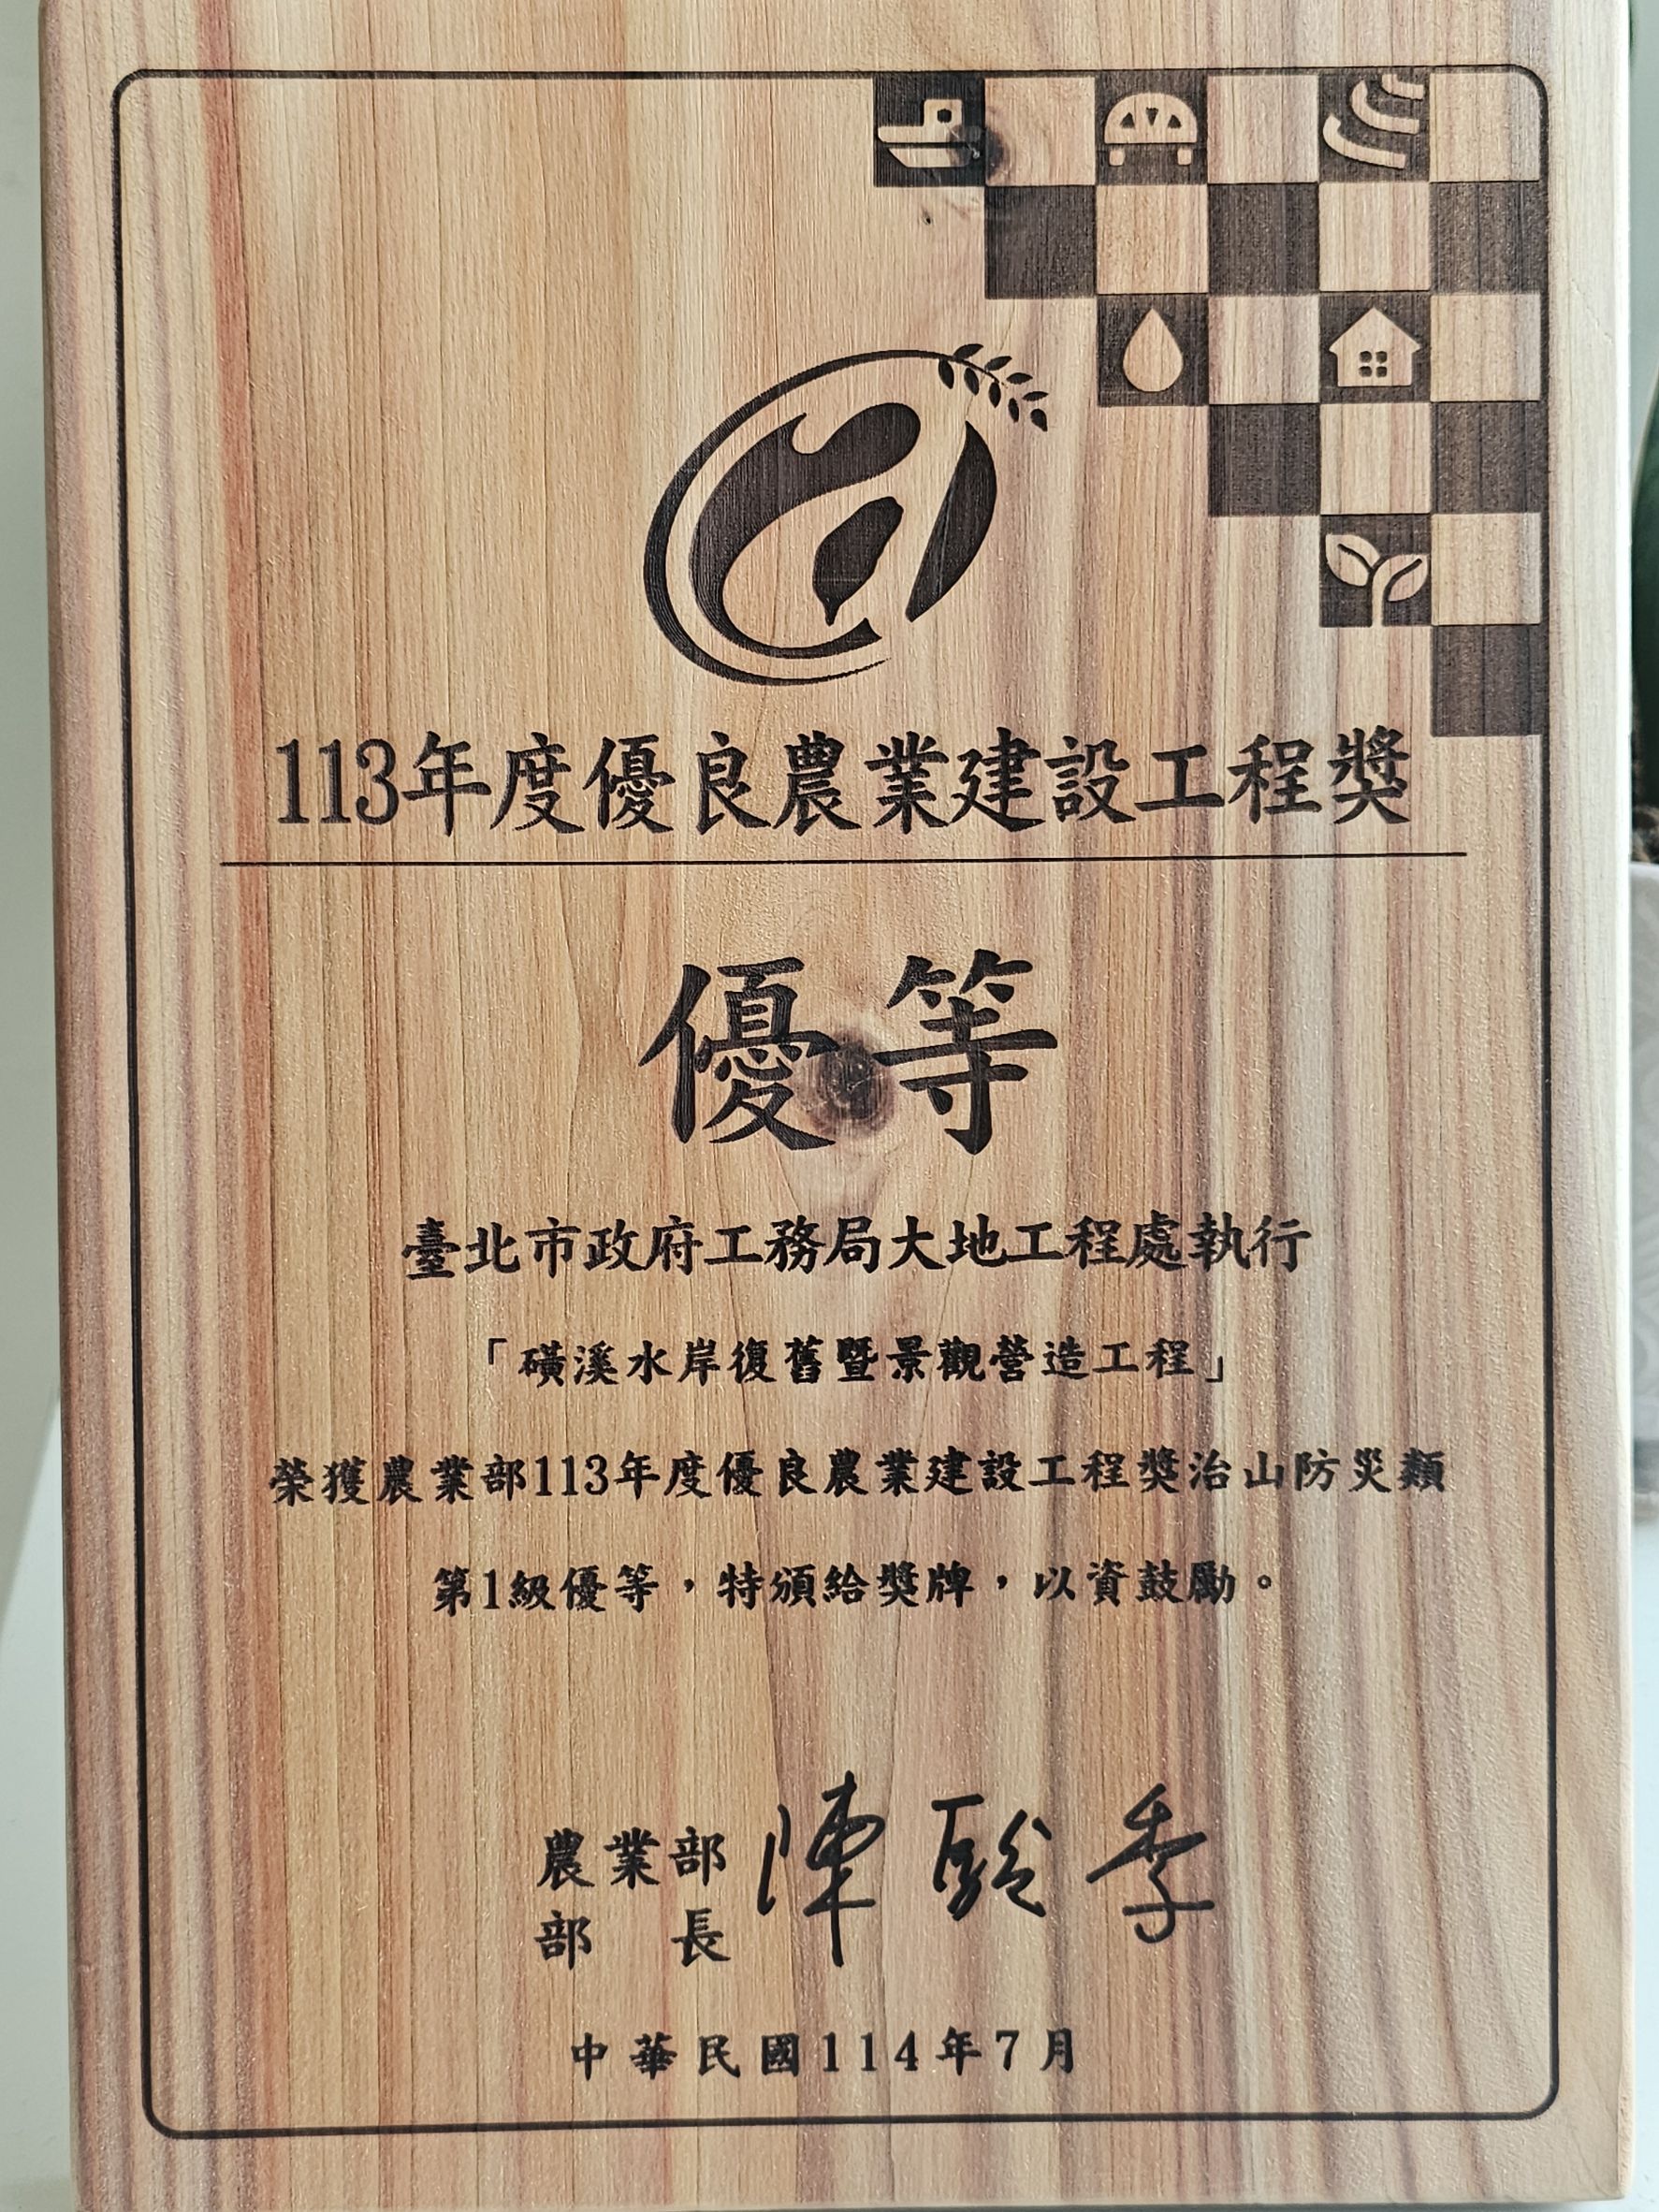 113年度優良農業建設工程獎
優等
臺北市政府工務局大地工程處執行
「磺溪水岸復舊暨景觀營造工程」
榮獲農業部113年度優良農業建設工程獎治山防災類
第1級優等，特頒給獎牌，以資鼓勵。
農業部
部長 陳駿季
中華民國114年7月